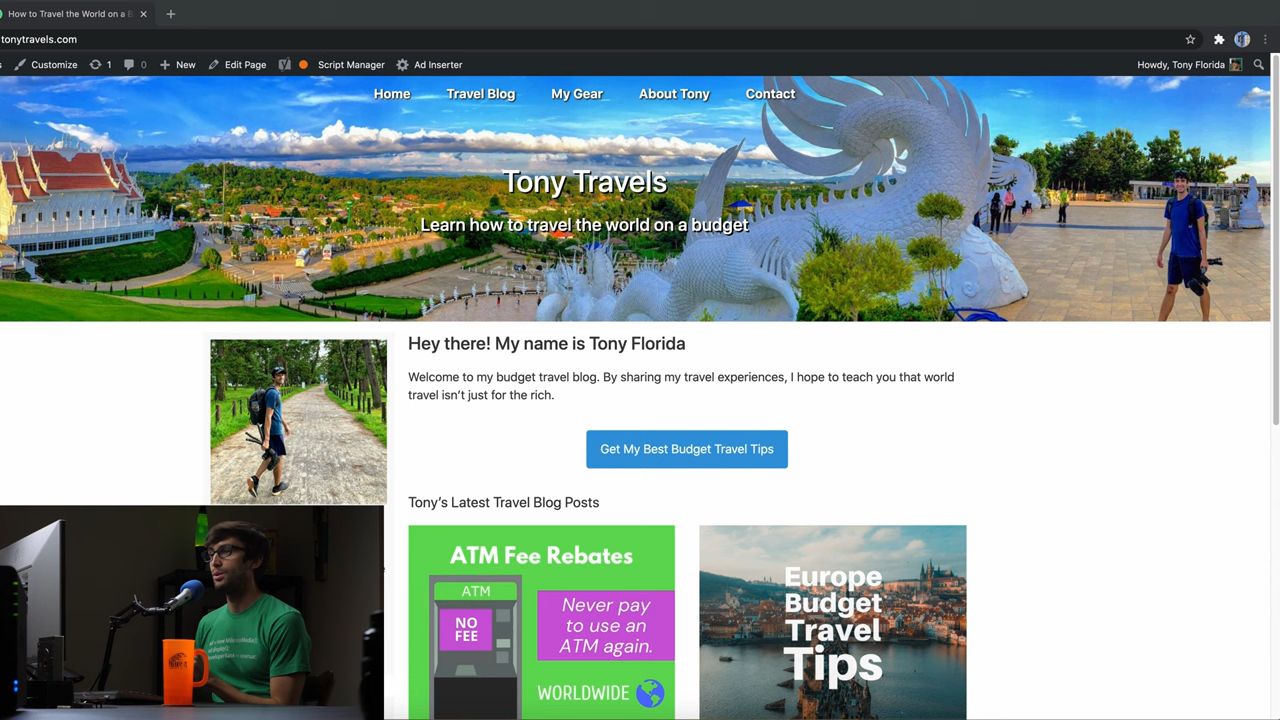 How to Travel the World on a B
tonytravels.com
Customize 1 0 New Edit Page Script Manager Ad Inserter Howdy, Tony Florida
Home Travel Blog My Gear About Tony Contact
Tony Travels
Learn how to travel the world on a budget
Hey there! My name is Tony Florida
Welcome to my budget travel blog. By sharing my travel experiences, I hope to teach you that world
travel isn't just for the rich.
Get My Best Budget Travel Tips
Tony's Latest Travel Blog Posts
ATM Fee Rebates
ATM
NO
FEE
Never pay
to use an
ATM again.
WORLDWIDE
Europe
Budget
Travel
Tips